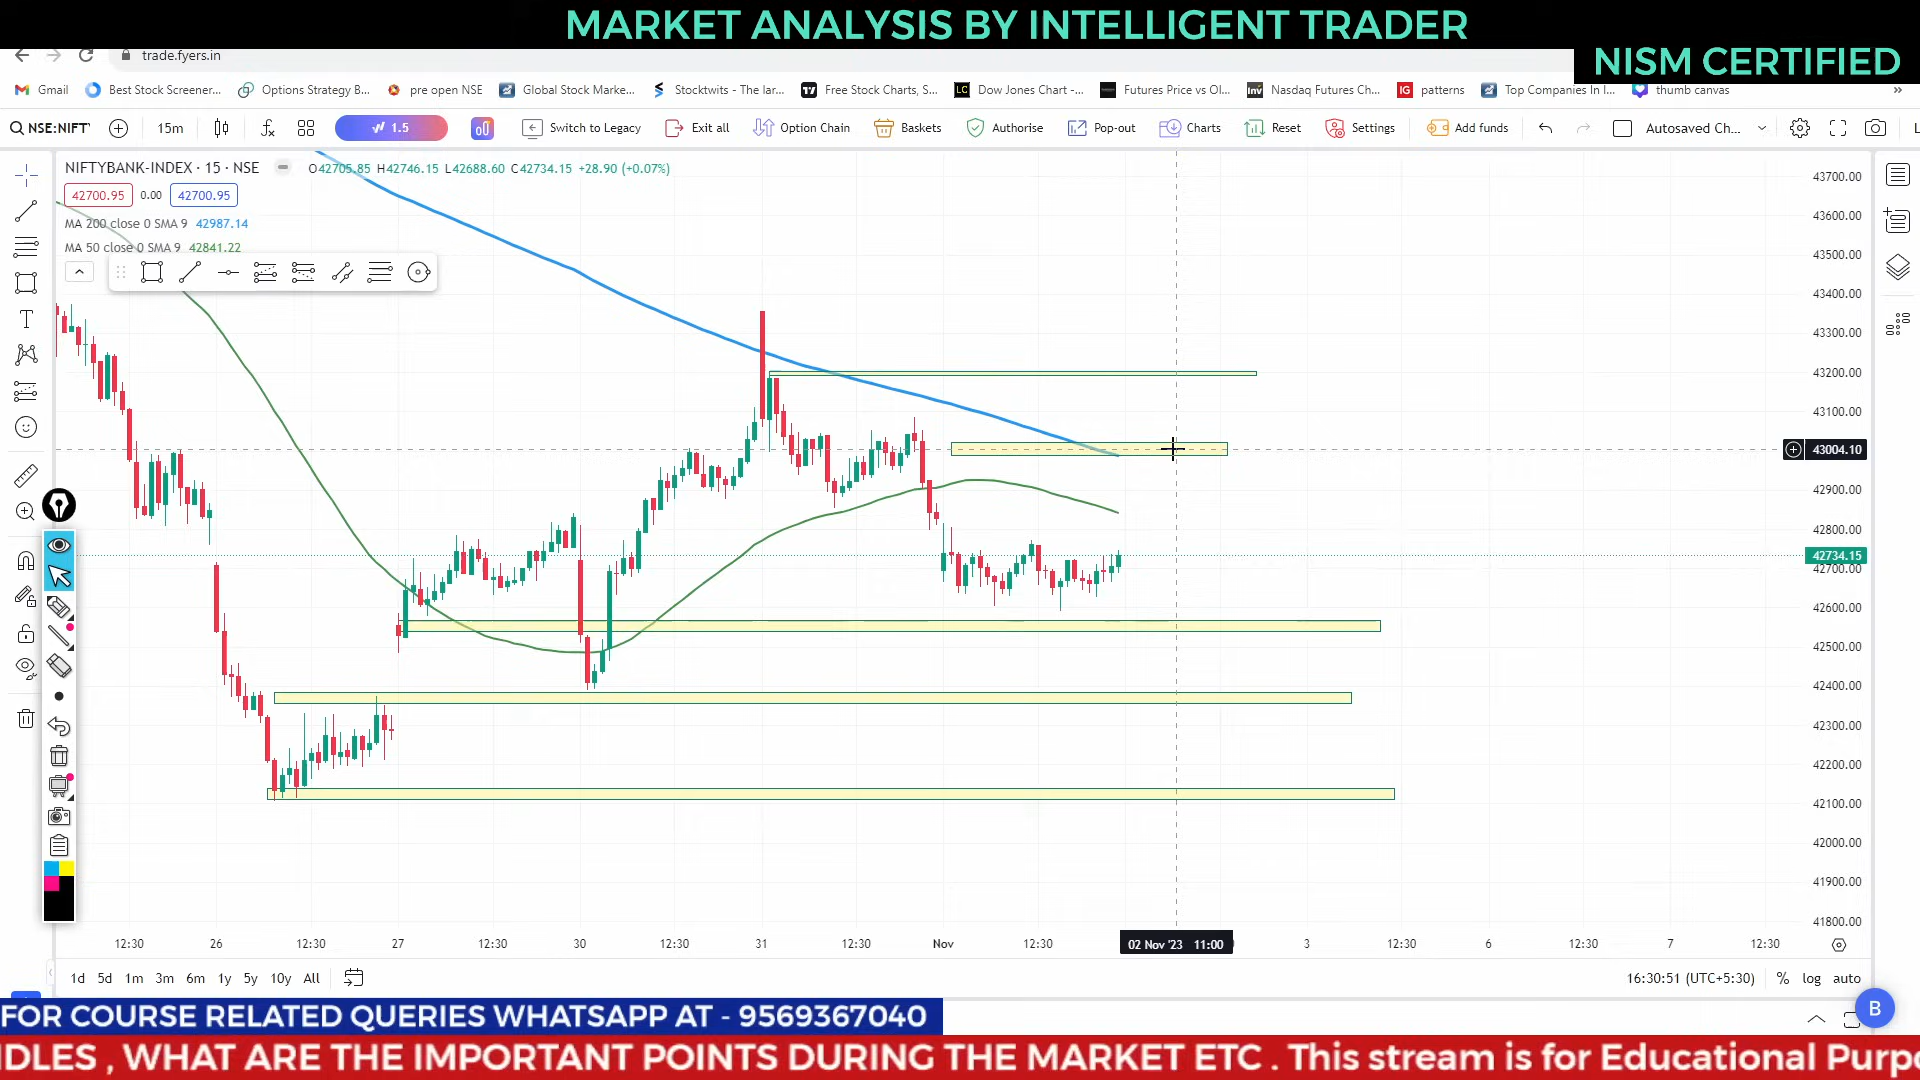 MARKET ANALYSIS BY INTELLIGENT TRADER
NISM CERTIFIED
trade.fyers.in
Gmail Best Stock Screener... Options Strategy B... pre open NSE Global Stock Marke... Stocktwits - The lar... Free Stock Charts, S... Dow Jones Chart -... Futures Price vs Ol... Nasdaq Futures Ch... patterns Top Companies In I... thumb canvas »
NSE:NIFTY 15m 1.5 Switch to Legacy Exit all Option Chain Baskets Authorise Pop-out Charts Reset Settings Add funds Autosaved Ch...
NIFTYBANK-INDEX · 15 · NSE O42705.85 H42746.15 L42688.60 C42734.15 +28.90 (+0.07%)
42700.95 0.00 42700.95
MA 200 close 0 SMA 9 42987.14
MA 50 close 0 SMA 9 42841.22
43700.00
43600.00
43500.00
43400.00
43300.00
43200.00
43100.00
43004.10
42900.00
42800.00
42734.15
42700.00
42600.00
42500.00
42400.00
42300.00
42200.00
42100.00
42000.00
41900.00
41800.00
12:30 26 12:30 27 12:30 30 12:30 31 12:30 Nov 12:30 02 Nov '23 11:00 3 12:30 6 12:30 7 12:30
1d 5d 1m 3m 6m 1y 5y 10y All 16:30:51 (UTC+5:30) % log auto
B
FOR COURSE RELATED QUERIES WHATSAPP AT - 9569367040
NDLES , WHAT ARE THE IMPORTANT POINTS DURING THE MARKET ETC . This stream is for Educational Purpo